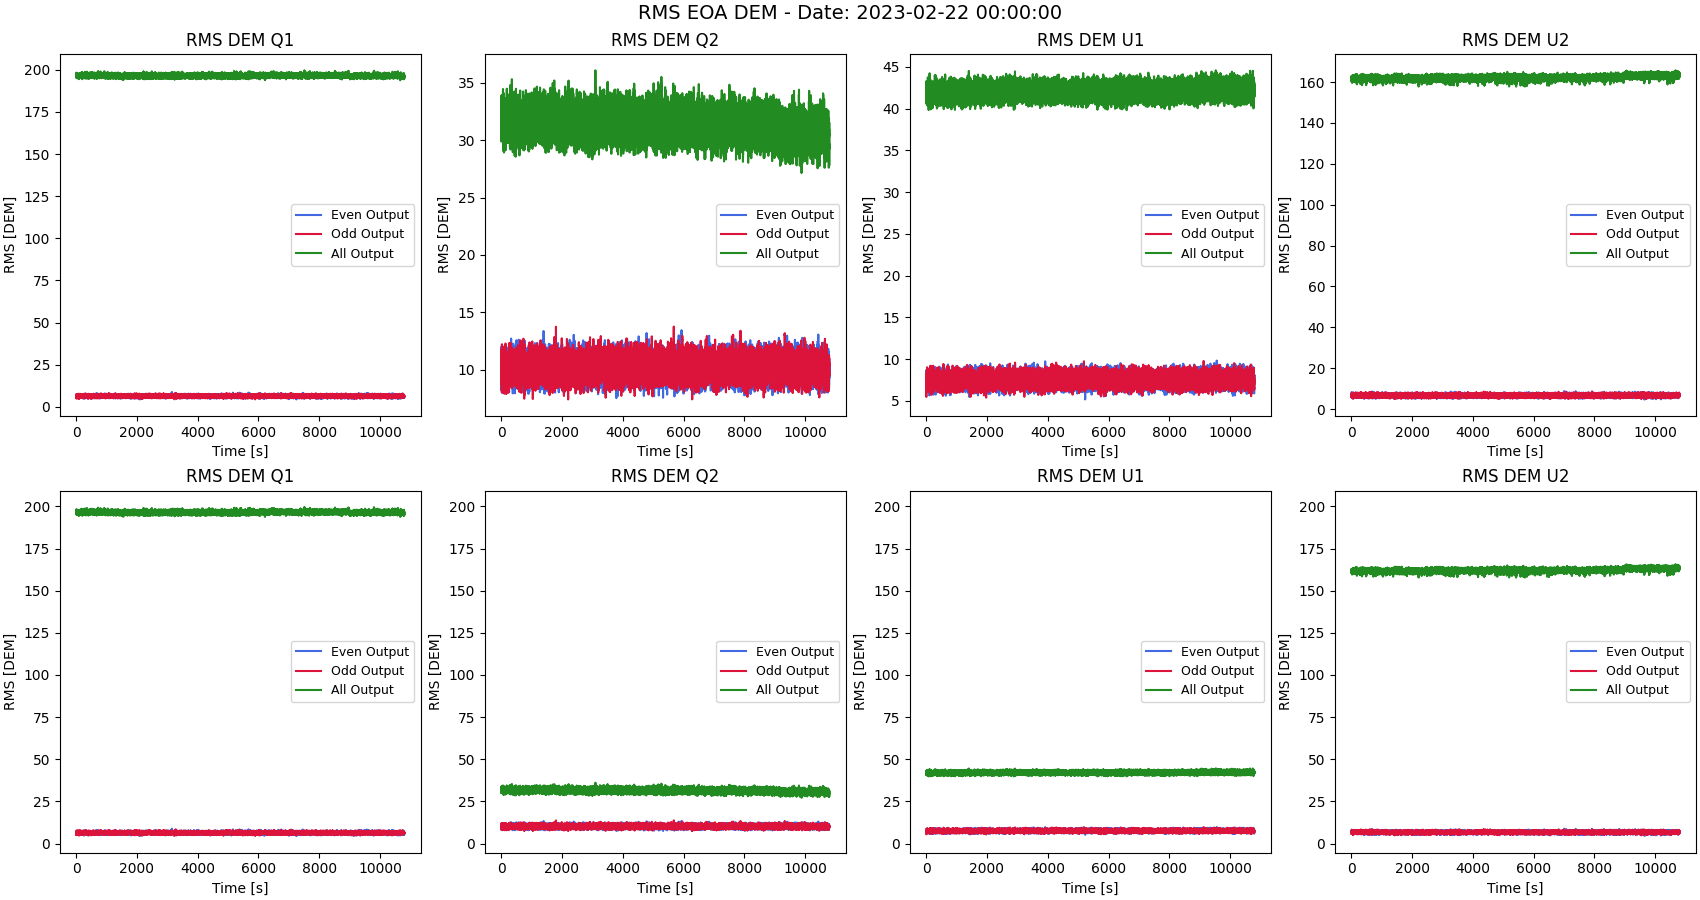 RMS EOA DEM - Date: 2023-02-22 00:00:00
RMS DEM Q1
RMS [DEM]
200
175
150
125
100
75
50
25
0
Even Output
Odd Output
All Output
0 2000 4000 6000 8000 10000
Time [s]
RMS DEM Q2
RMS [DEM]
35
30
25
20
15
10
Even Output
Odd Output
All Output
0 2000 4000 6000 8000 10000
Time [s]
RMS DEM U1
RMS [DEM]
45
40
35
30
25
20
15
10
5
Even Output
Odd Output
All Output
0 2000 4000 6000 8000 10000
Time [s]
RMS DEM U2
RMS [DEM]
160
140
120
100
80
60
40
20
0
Even Output
Odd Output
All Output
0 2000 4000 6000 8000 10000
Time [s]
RMS DEM Q1
RMS [DEM]
200
175
150
125
100
75
50
25
0
Even Output
Odd Output
All Output
0 2000 4000 6000 8000 10000
Time [s]
RMS DEM Q2
RMS [DEM]
200
175
150
125
100
75
50
25
0
Even Output
Odd Output
All Output
0 2000 4000 6000 8000 10000
Time [s]
RMS DEM U1
RMS [DEM]
200
175
150
125
100
75
50
25
0
Even Output
Odd Output
All Output
0 2000 4000 6000 8000 10000
Time [s]
RMS DEM U2
RMS [DEM]
200
175
150
125
100
75
50
25
0
Even Output
Odd Output
All Output
0 2000 4000 6000 8000 10000
Time [s]